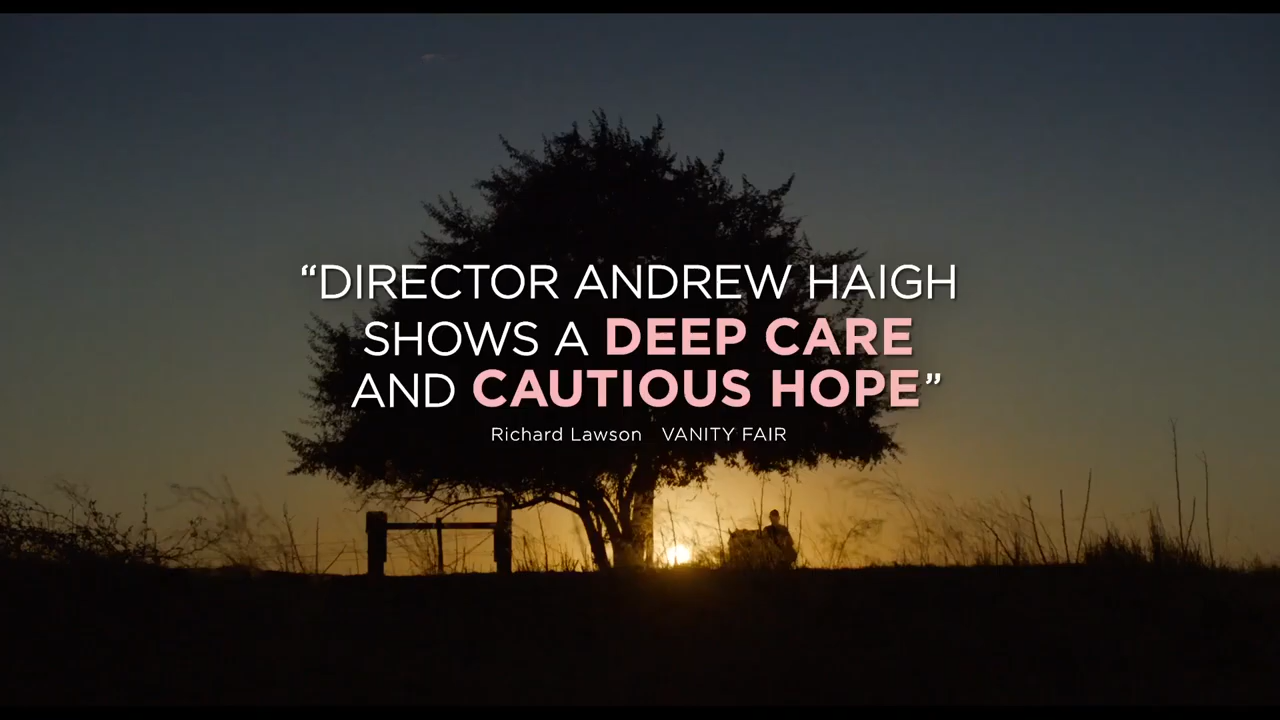 “DIRECTOR ANDREW HAIGH
SHOWS A DEEP CARE
AND CAUTIOUS HOPE”
Richard Lawson VANITY FAIR